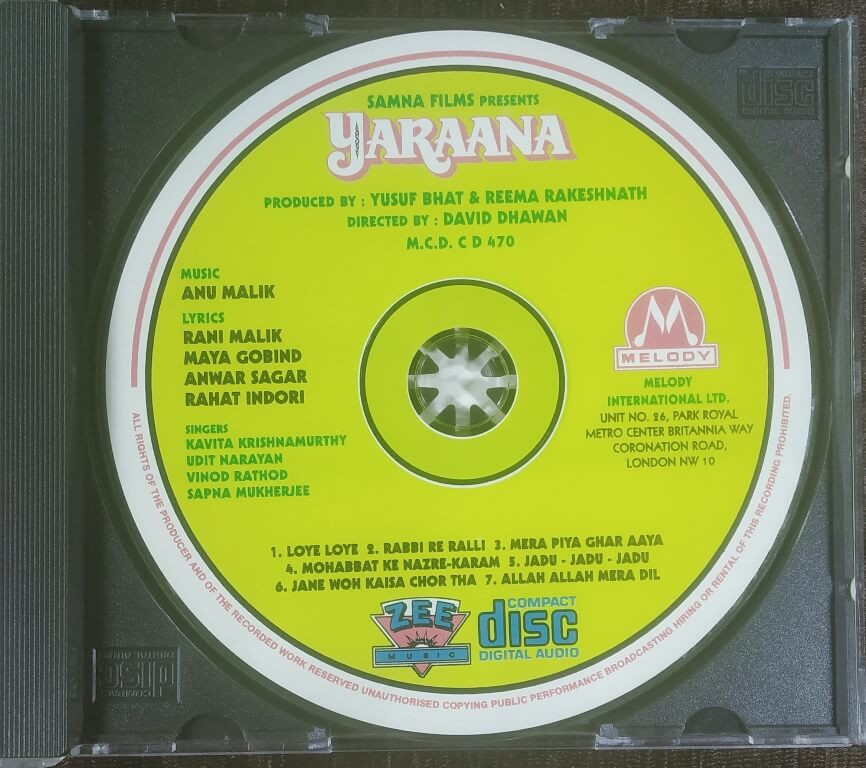 SAMNA FILMS PRESENTS
YARAANA
PRODUCED BY : YUSUF BHAT & REEMA RAKESHNATH
DIRECTED BY : DAVID DHAWAN
M.C.D. C D 470
MUSIC
ANU MALIK
LYRICS
RANI MALIK
MAYA GOBIND
ANWAR SAGAR
RAHAT INDORI
SINGERS
KAVITA KRISHNAMURTHY
UDIT NARAYAN
VINOD RATHOD
SAPNA MUKHERJEE
MELODY
MELODY
INTERNATIONAL LTD.
UNIT NO. 26, PARK ROYAL
METRO CENTER BRITANNIA WAY
CORONATION ROAD,
LONDON NW 10
1. LOYE LOYE 2. RABBI RE RALLI 3. MERA PIYA GHAR AAYA
4. MOHABBAT KE NAZRE-KARAM 5. JADU - JADU - JADU
6. JANE WOH KAISA CHOR THA 7. ALLAH ALLAH MERA DIL
ZEE
MUSIC
COMPACT
disc
DIGITAL AUDIO
ALL RIGHTS OF THE PRODUCER AND OF THE RECORDED WORK RESERVED UNAUTHORISED COPYING PUBLIC PERFORMANCE BROADCASTING HIRING OR RENTAL OF THIS RECORDING PROHIBITED.
COMPACT
disc
DIGITAL AUDIO
COMPACT
disc
DIGITAL AUDIO